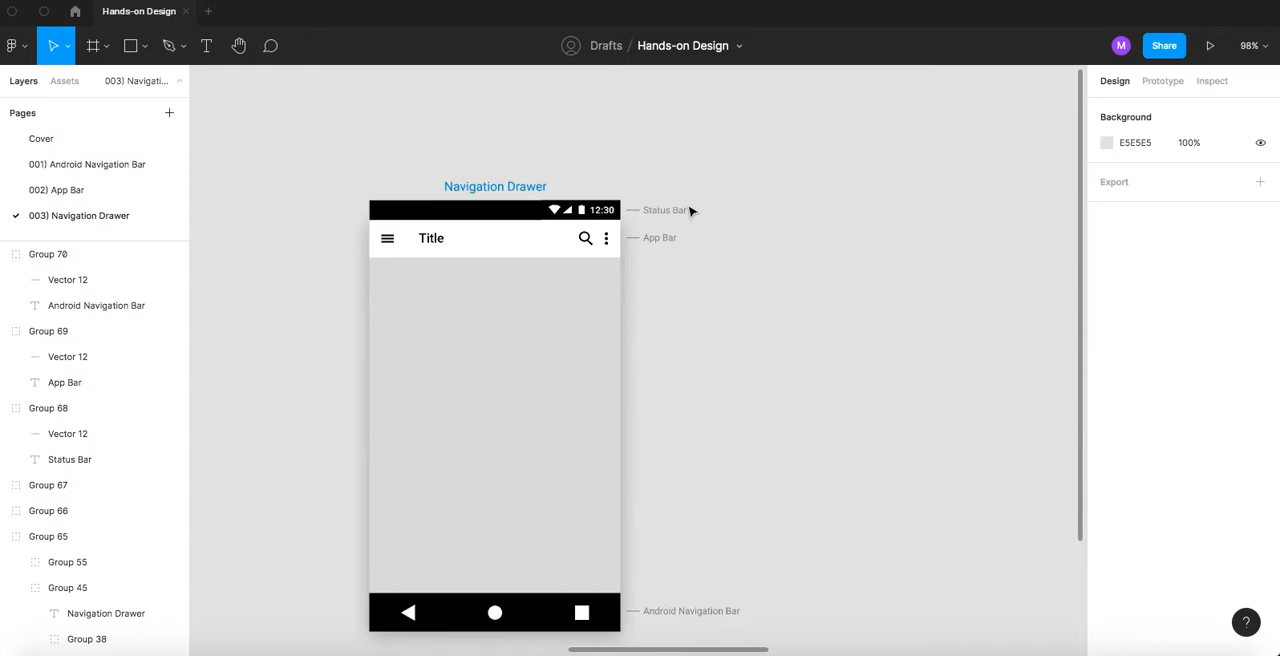 Hands-on Design
Drafts / Hands-on Design
M
Share
98%
Layers
Assets
003) Navigati...
Design
Prototype
Inspect
Pages
Cover
001) Android Navigation Bar
002) App Bar
003) Navigation Drawer
Group 70
Vector 12
Android Navigation Bar
Group 69
Vector 12
App Bar
Group 68
Vector 12
Status Bar
Group 67
Group 66
Group 65
Group 55
Group 45
Navigation Drawer
Group 38
Navigation Drawer
12:30
Status Bar
Title
App Bar
Android Navigation Bar
Background
E5E5E5
100%
Export
?